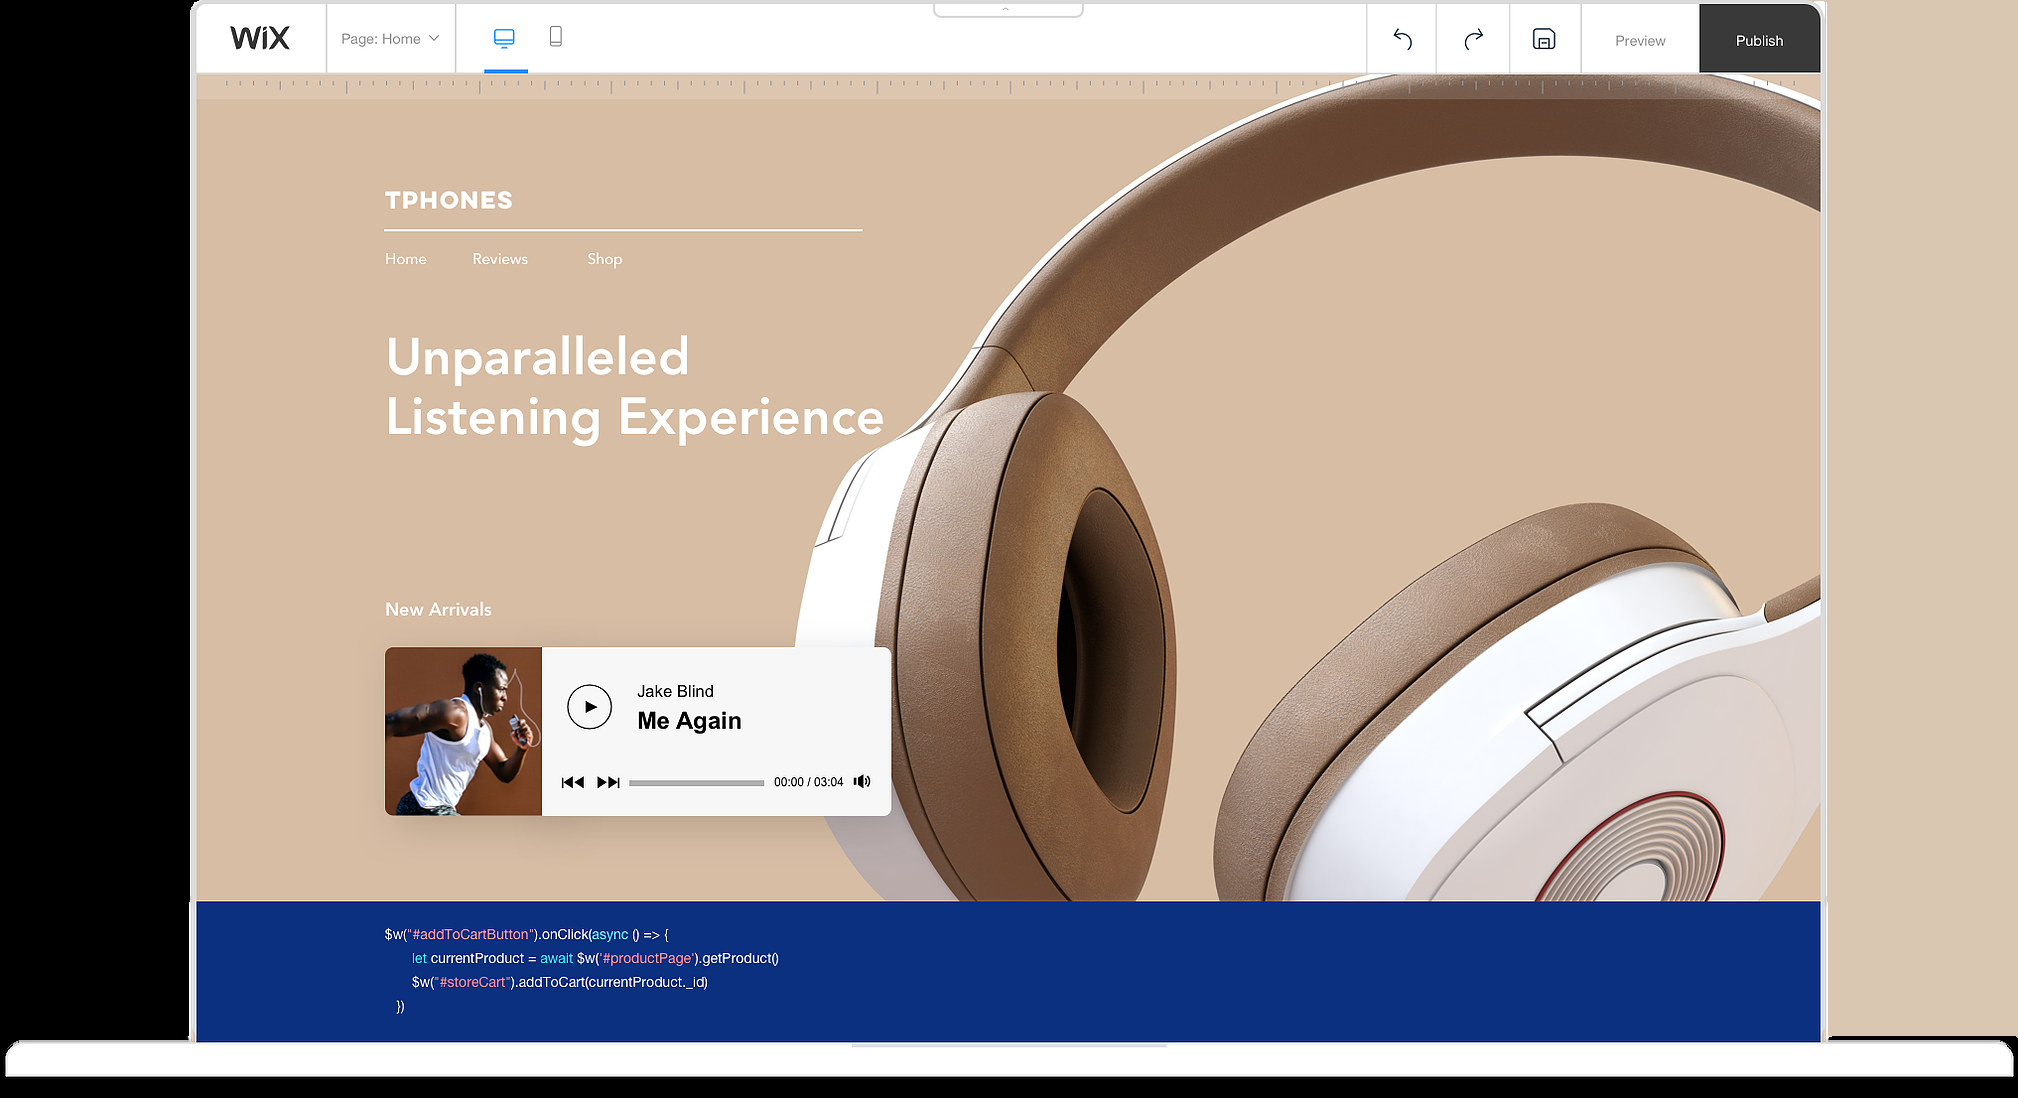 WiX
Page: Home
Preview
Publish
TPHONES
Home Reviews Shop
Unparalleled
Listening Experience
New Arrivals
Jake Blind
Me Again
00:00 / 03:04
$w("#addToCartButton").onClick(async () => {
let currentProduct = await $w('#productPage').getProduct()
$w("#storeCart").addToCart(currentProduct._id)
})